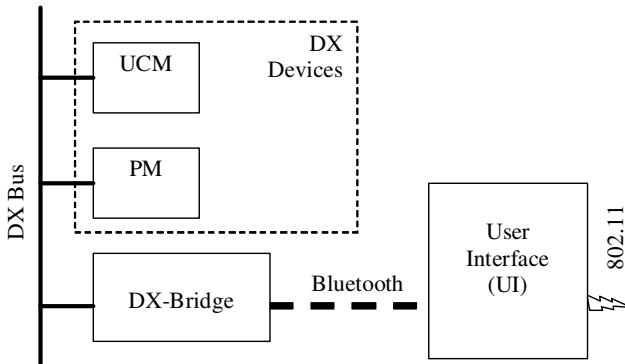 UCM
DX
Devices
PM
DX Bus
DX-Bridge
Bluetooth
User
Interface
(UI)
802.11